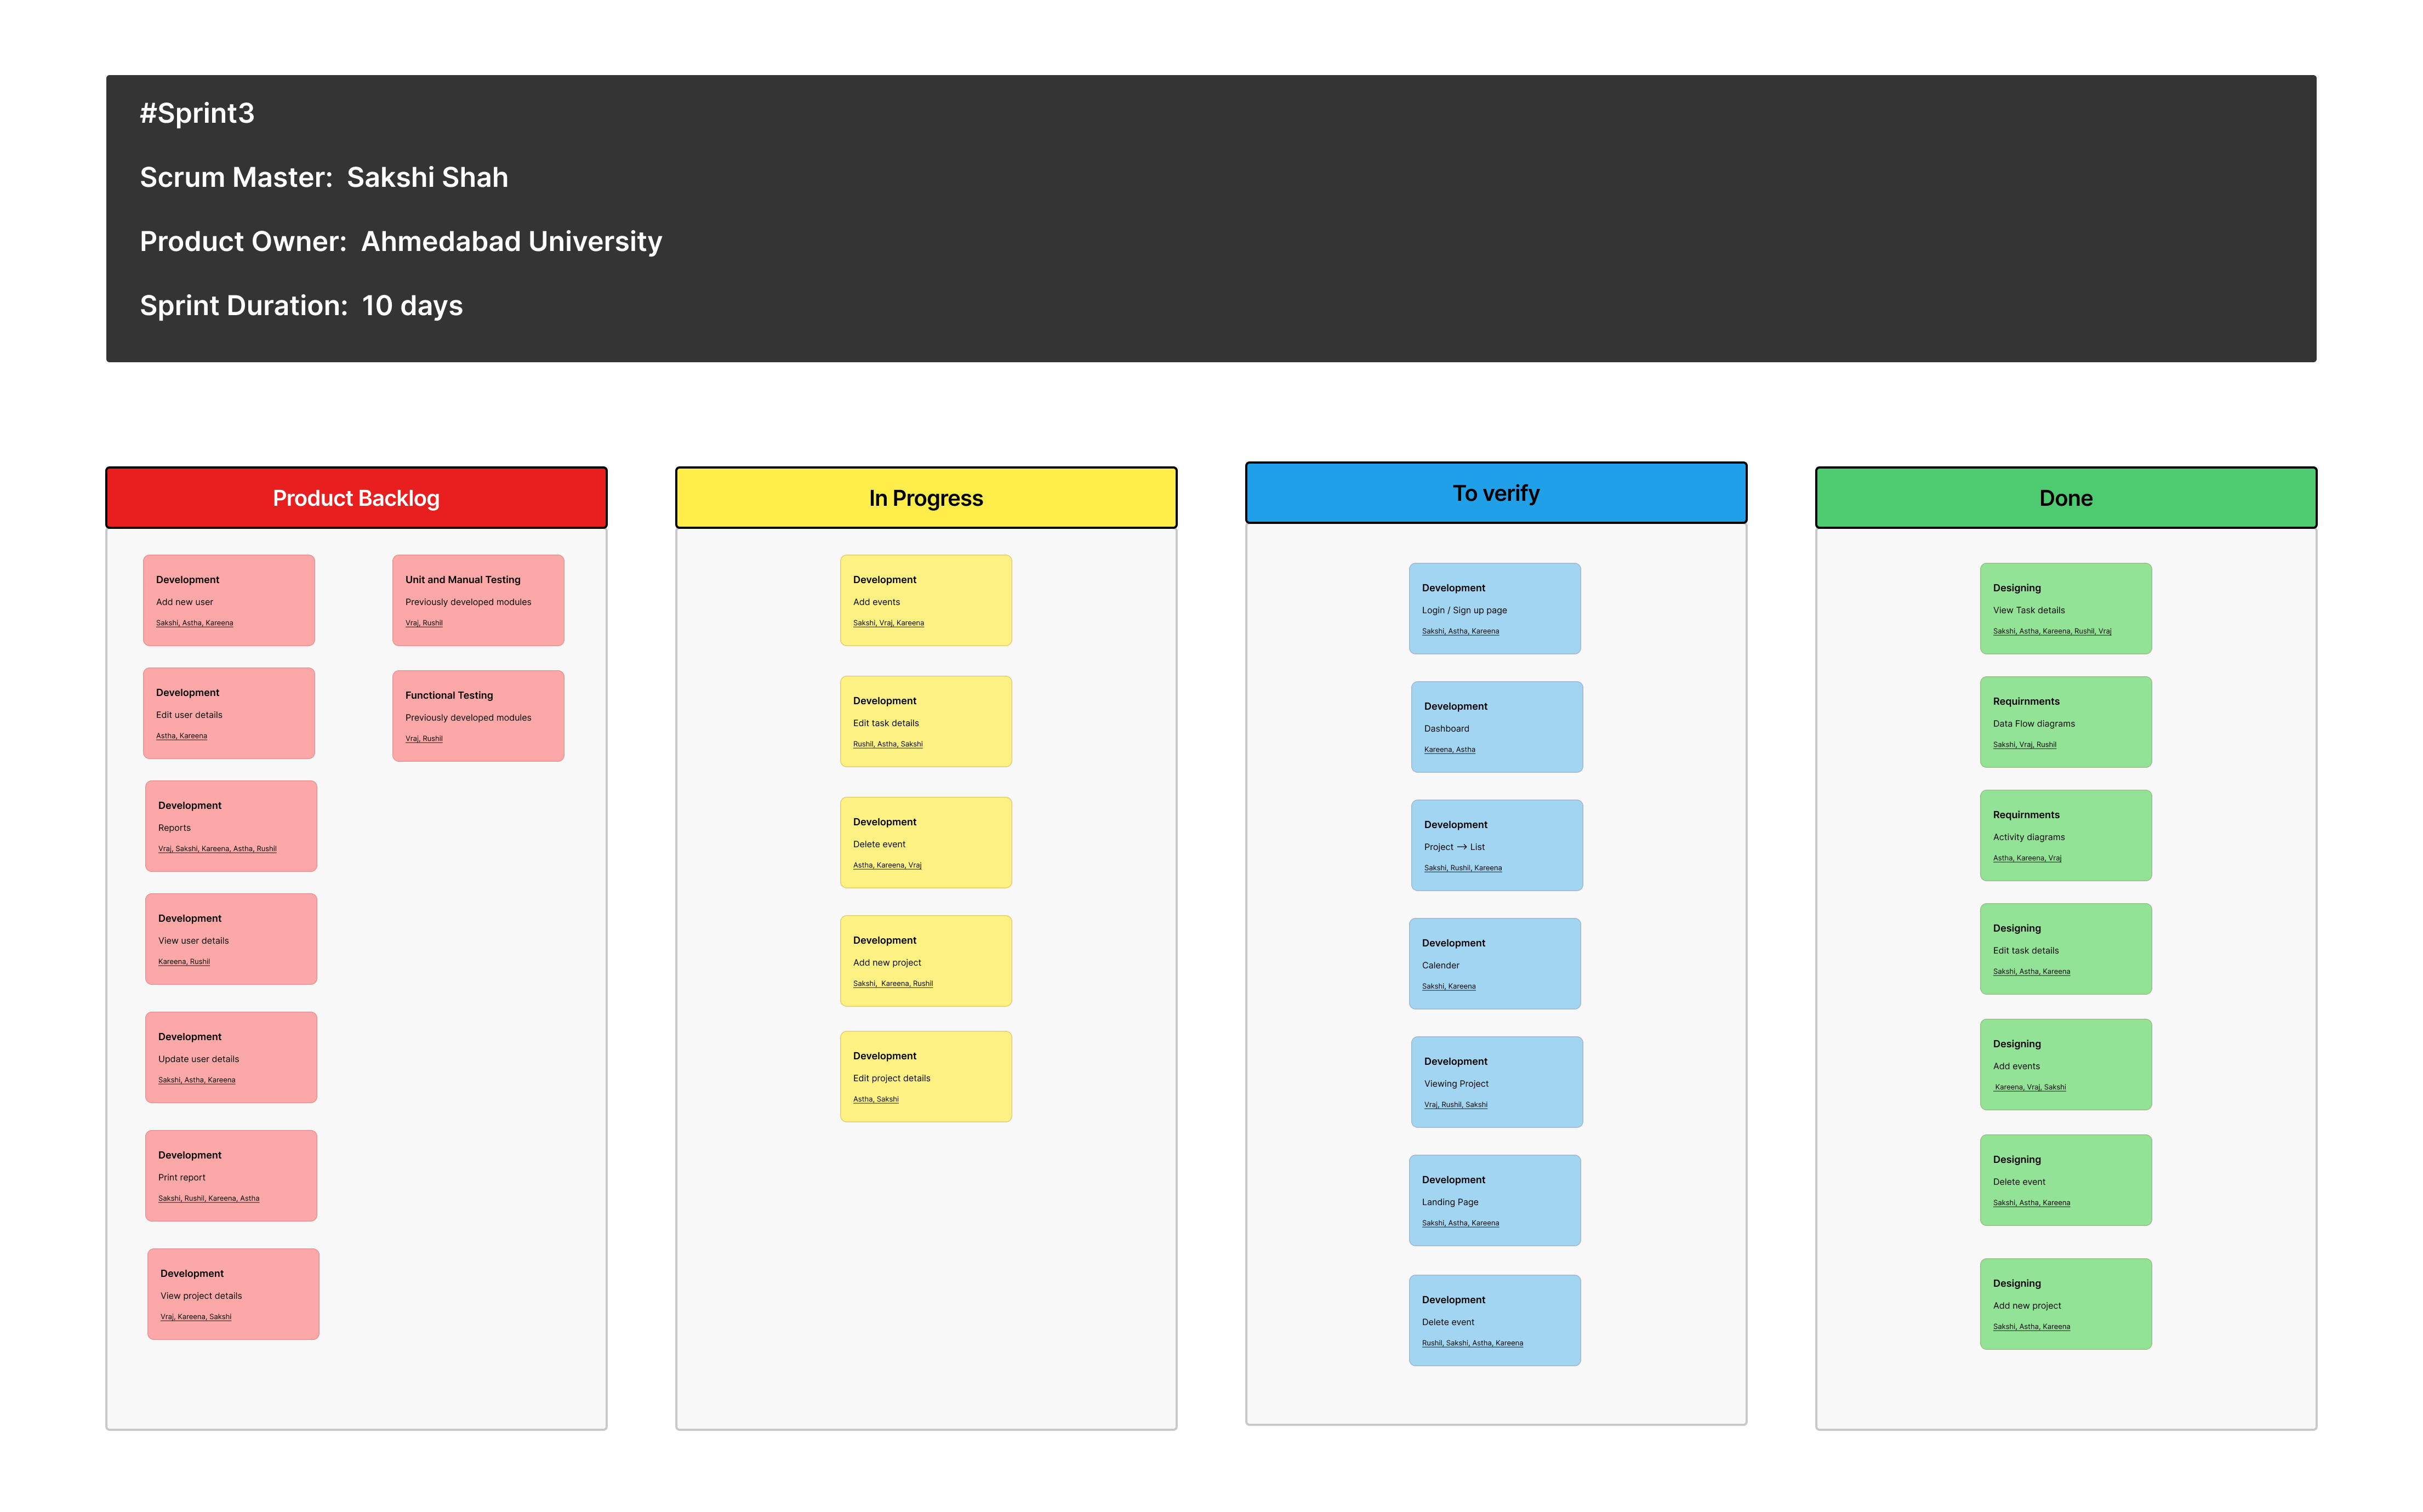 #Sprint3
Scrum Master: Sakshi Shah
Product Owner: Ahmedabad University
Sprint Duration: 10 days
Product Backlog
Development
Add new user
Sakshi, Astha, Kareena
Development
Edit user details
Astha, Kareena
Development
Reports
Vraj, Sakshi, Kareena, Astha, Rushil
Development
View user details
Kareena, Rushil
Development
Update user details
Sakshi, Astha, Kareena
Development
Print report
Sakshi, Rushil, Kareena, Astha
Development
View project details
Vraj, Kareena, Sakshi
Unit and Manual Testing
Previously developed modules
Vraj, Rushil
Functional Testing
Previously developed modules
Vraj, Rushil
In Progress
Development
Add events
Sakshi, Vraj, Kareena
Development
Edit task details
Rushil, Astha, Sakshi
Development
Delete event
Astha, Kareena, Vraj
Development
Add new project
Sakshi, Kareena, Rushil
Development
Edit project details
Astha, Sakshi
To verify
Development
Login / Sign up page
Sakshi, Astha, Kareena
Development
Dashboard
Kareena, Astha
Development
Project → List
Sakshi, Rushil, Kareena
Development
Calender
Sakshi, Kareena
Development
Viewing Project
Vraj, Rushil, Sakshi
Development
Landing Page
Sakshi, Astha, Kareena
Development
Delete event
Rushil, Sakshi, Astha, Kareena
Done
Designing
View Task details
Sakshi, Astha, Kareena, Rushil, Vraj
Requirnments
Data Flow diagrams
Sakshi, Vraj, Rushil
Requirnments
Activity diagrams
Astha, Kareena, Vraj
Designing
Edit task details
Sakshi, Astha, Kareena
Designing
Add events
Kareena, Vraj, Sakshi
Designing
Delete event
Sakshi, Astha, Kareena
Designing
Add new project
Sakshi, Astha, Kareena